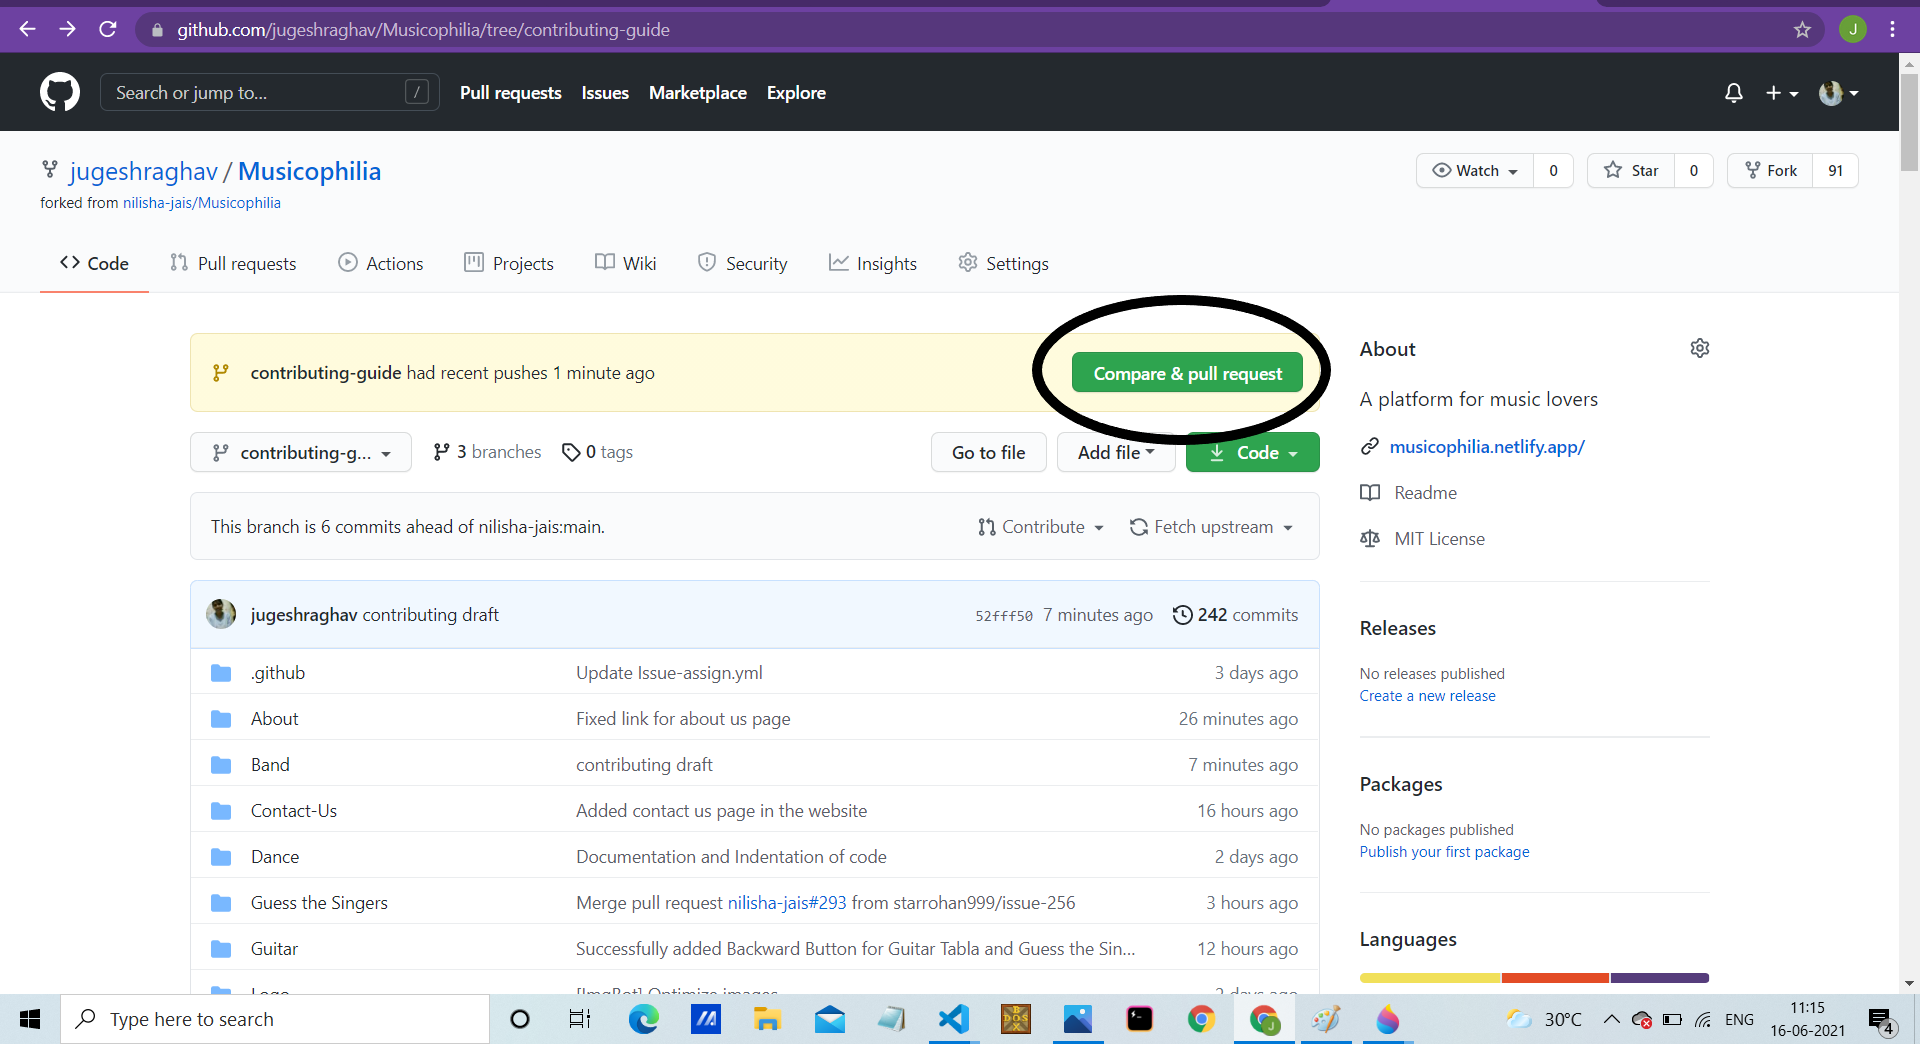 github.com/jugeshraghav/Musicophilia/tree/contributing-guide
J
Search or jump to...
/
Pull requests
Issues
Marketplace
Explore
jugeshraghav / Musicophilia
forked from nilisha-jais/Musicophilia
Watch 0
Star 0
Fork 91
Code
Pull requests
Actions
Projects
Wiki
Security
Insights
Settings
contributing-guide had recent pushes 1 minute ago
Compare & pull request
contributing-g...
3 branches
0 tags
Go to file
Add file
Code
This branch is 6 commits ahead of nilisha-jais:main.
Contribute
Fetch upstream
jugeshraghav contributing draft
52fff50 7 minutes ago
242 commits
.github Update Issue-assign.yml 3 days ago
About Fixed link for about us page 26 minutes ago
Band contributing draft 7 minutes ago
Contact-Us Added contact us page in the website 16 hours ago
Dance Documentation and Indentation of code 2 days ago
Guess the Singers Merge pull request nilisha-jais#293 from starrohan999/issue-256 3 hours ago
Guitar Successfully added Backward Button for Guitar Tabla and Guess the Sin... 12 hours ago
Logo [ImgBot] Optimize images 2 days ago
About
A platform for music lovers
musicophilia.netlify.app/
Readme
MIT License
Releases
No releases published
Create a new release
Packages
No packages published
Publish your first package
Languages
Type here to search
DOS
BOX
J
30°C
ENG
11:15
16-06-2021
4